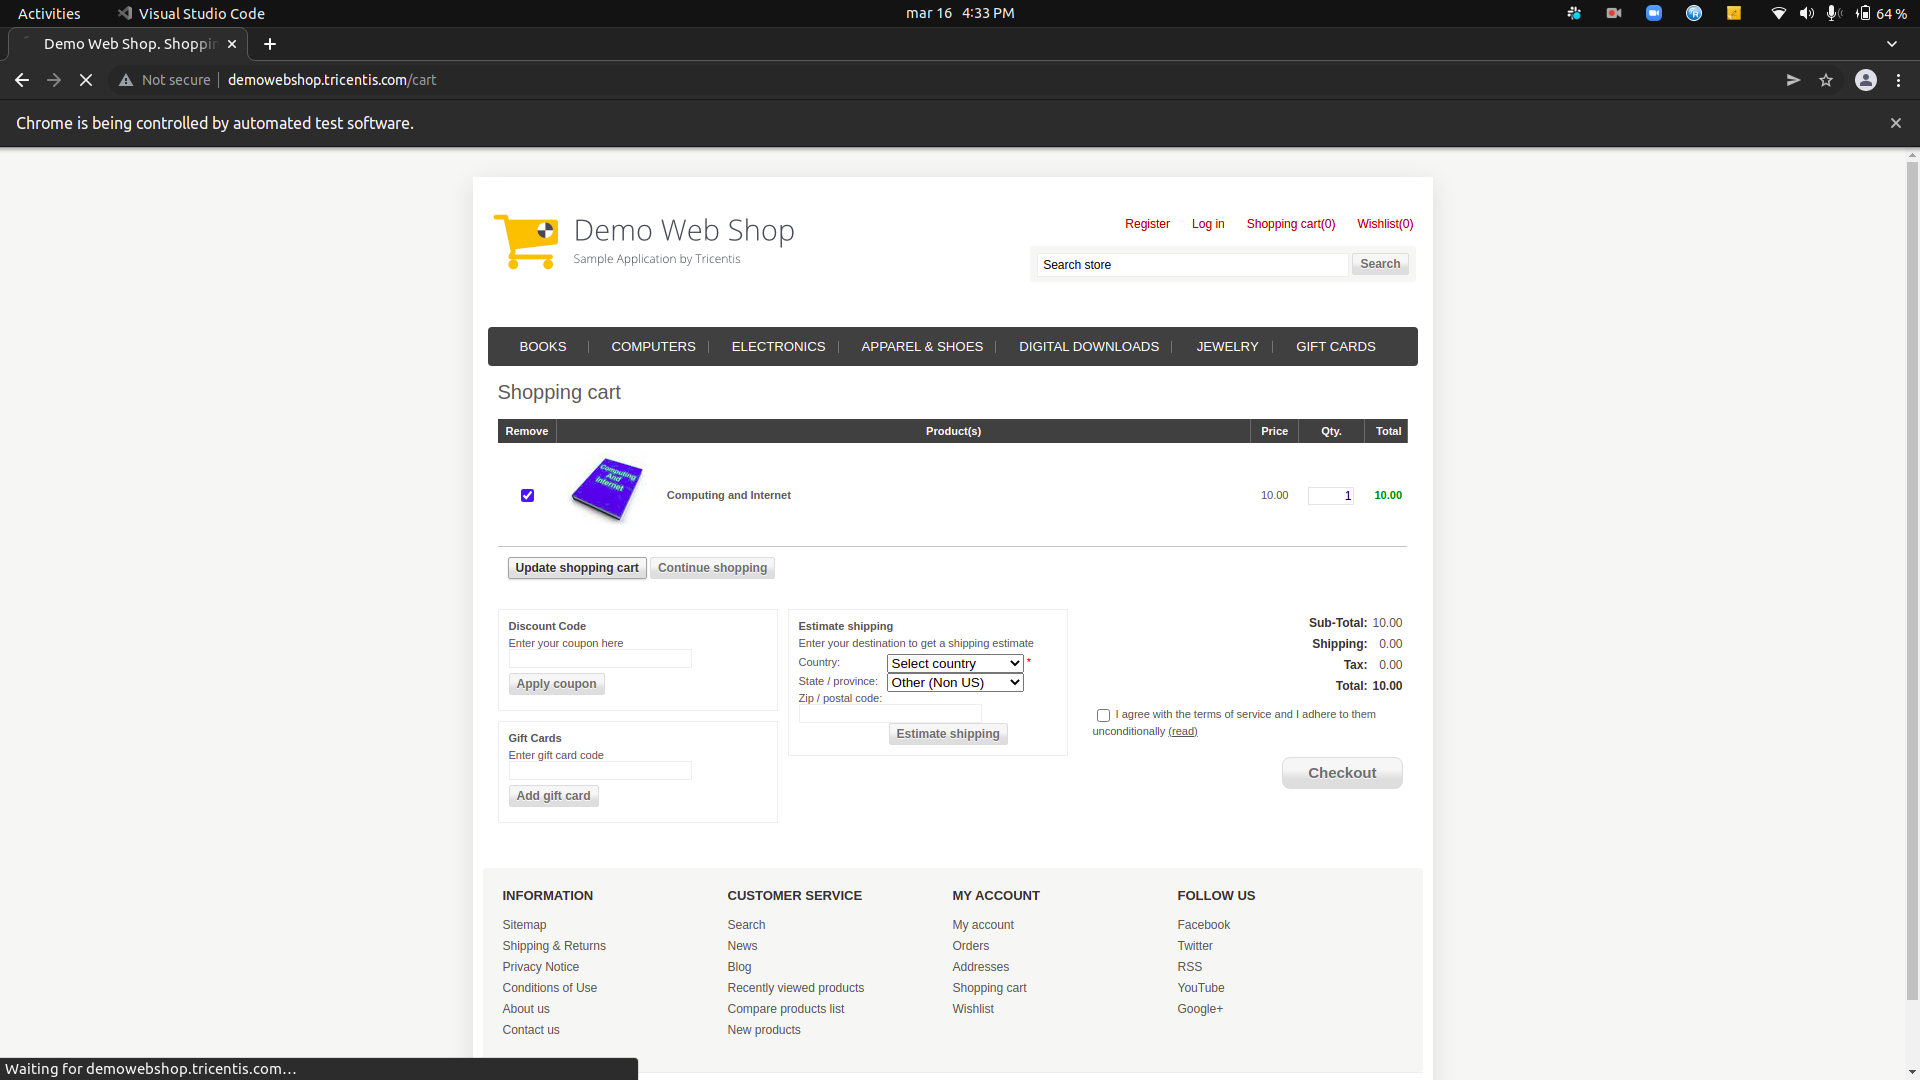 Activities Visual Studio Code mar 16 4:33 PM 64 %
Demo Web Shop. Shoppin
Not secure demowebshop.tricentis.com/cart
Chrome is being controlled by automated test software.
Demo Web Shop
Sample Application by Tricentis
Register Log in Shopping cart(0) Wishlist(0)
Search store Search
BOOKS COMPUTERS ELECTRONICS APPAREL & SHOES DIGITAL DOWNLOADS JEWELRY GIFT CARDS
Shopping cart
Remove Product(s) Price Qty. Total
Computing
And
Internet
Computing and Internet 10.00 1 10.00
Update shopping cart Continue shopping
Discount Code
Enter your coupon here
Apply coupon
Gift Cards
Enter gift card code
Add gift card
Estimate shipping
Enter your destination to get a shipping estimate
Country: Select country *
State / province: Other (Non US)
Zip / postal code:
Estimate shipping
Sub-Total: 10.00
Shipping: 0.00
Tax: 0.00
Total: 10.00
I agree with the terms of service and I adhere to them
unconditionally (read)
Checkout
INFORMATION
Sitemap
Shipping & Returns
Privacy Notice
Conditions of Use
About us
Contact us
CUSTOMER SERVICE
Search
News
Blog
Recently viewed products
Compare products list
New products
MY ACCOUNT
My account
Orders
Addresses
Shopping cart
Wishlist
FOLLOW US
Facebook
Twitter
RSS
YouTube
Google+
Waiting for demowebshop.tricentis.com…